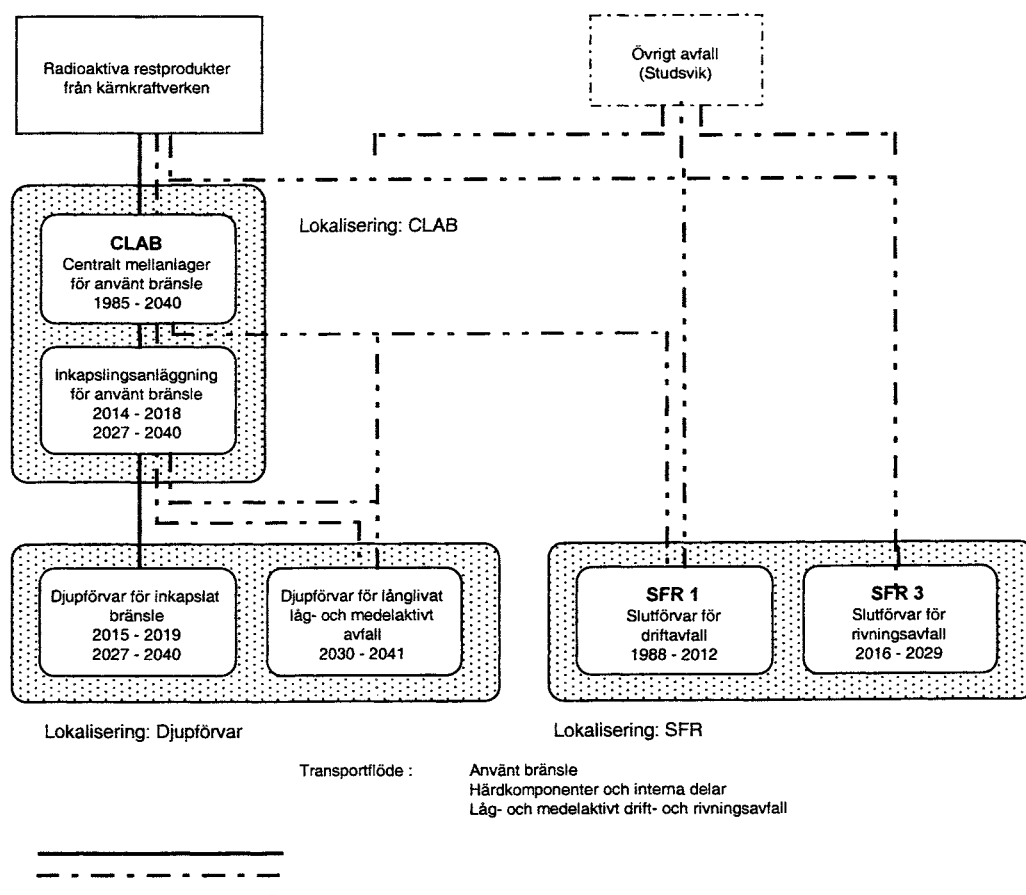 Radioaktiva restprodukter
från kärnkraftverken
Övrigt avfall
(Studsvik)
Lokalisering: CLAB
CLAB
Centralt mellanlager
för använt bränsle
1985 - 2040
Inkapslingsanläggning
för använt bränsle
2014 - 2018
2027 - 2040
Djupförvar för inkapslat
bränsle
2015 - 2019
2027 - 2040
Djupförvar för långlivat
låg- och medelaktivt
avfall
2030 - 2041
SFR 1
Slutförvar för
driftavfall
1988 - 2012
SFR 3
Slutförvar för
rivningsavfall
2016 - 2029
Lokalisering: Djupförvar
Lokalisering: SFR
Transportflöde :
Använt bränsle
Härdkomponenter och interna delar
Låg- och medelaktivt drift- och rivningsavfall